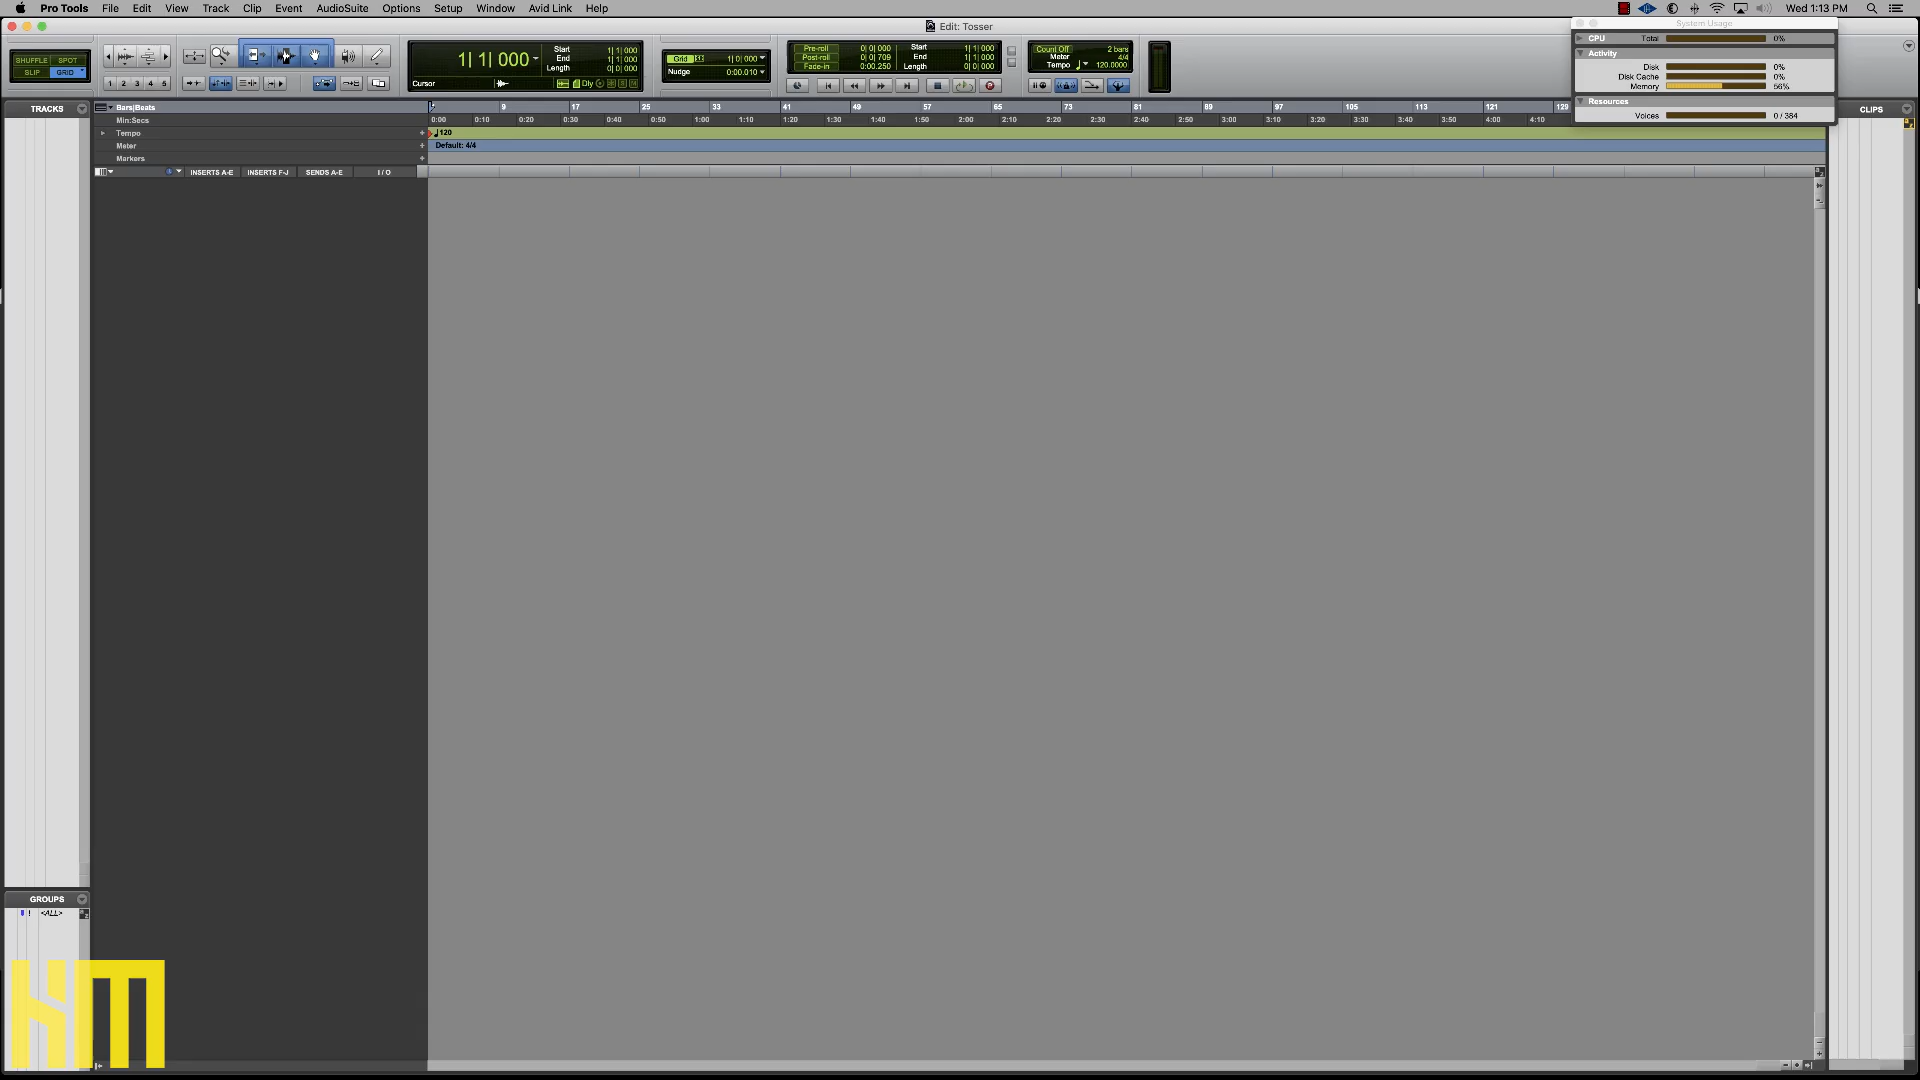 Pro Tools File Edit View Track Clip Event AudioSuite Options Setup Window Avid Link Help Wed 1:13 PM
Edit: Tosser
System Usage
CPU Total 0%
Activity
Disk 0%
Disk Cache 0%
Memory 56%
Resources
Voices 0 / 384
SHUFFLE SPOT
SLIP GRID
1 2 3 4 5
1| 1| 000
Start 1| 1| 000
End 1| 1| 000
Length 0| 0| 000
Cursor Dly
Grid 1| 0| 000
Nudge 0:00.010
Pre-roll 0| 0| 000
Post-roll 0| 0| 709
Fade-in 0:00.250
Start 1| 1| 000
End 1| 1| 000
Length 0| 0| 000
Count Off 2 bars
Meter 4/4
Tempo 120.0000
TRACKS
CLIPS
Bars|Beats 9 17 25 33 41 49 57 65 73 81 89 97 105 113 121 129
Min:Secs 0:00 0:10 0:20 0:30 0:40 0:50 1:00 1:10 1:20 1:30 1:40 1:50 2:00 2:10 2:20 2:30 2:40 2:50 3:00 3:10 3:20 3:30 3:40 3:50 4:00 4:10
Tempo 120
Meter Default: 4/4
Markers
INSERTS A-E INSERTS F-J SENDS A-E I / O
GROUPS
! <ALL>